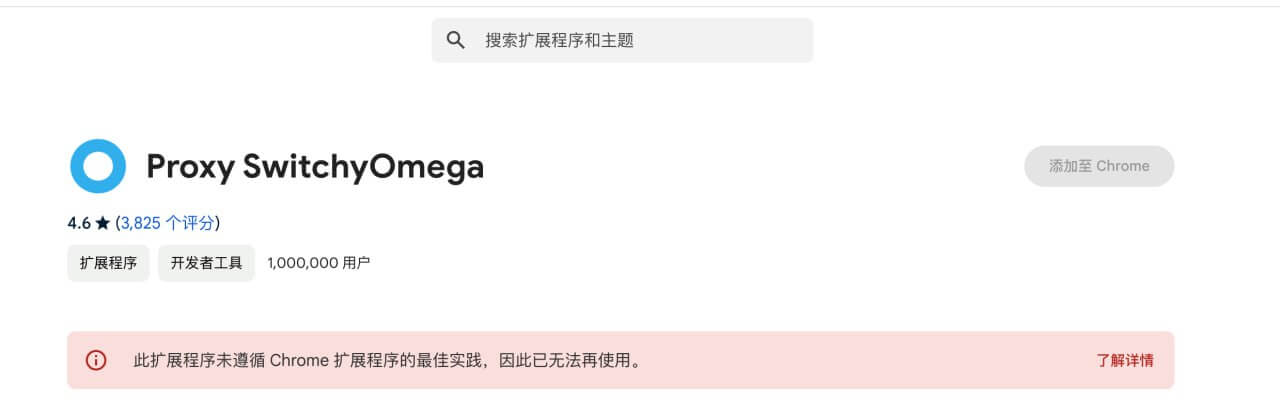 搜索扩展程序和主题
Proxy SwitchyOmega
添加至 Chrome
4.6 ★ (3,825 个评分)
扩展程序 开发者工具 1,000,000 用户
此扩展程序未遵循 Chrome 扩展程序的最佳实践，因此已无法再使用。 了解详情